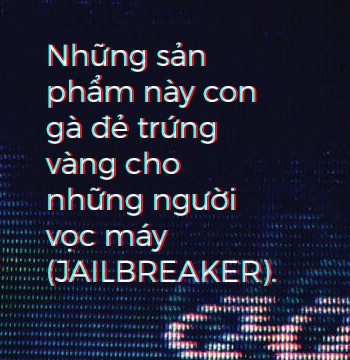 Những sản
phẩm này con
gà đẻ trứng
vàng cho
những người
vọc máy
(JAILBREAKER).